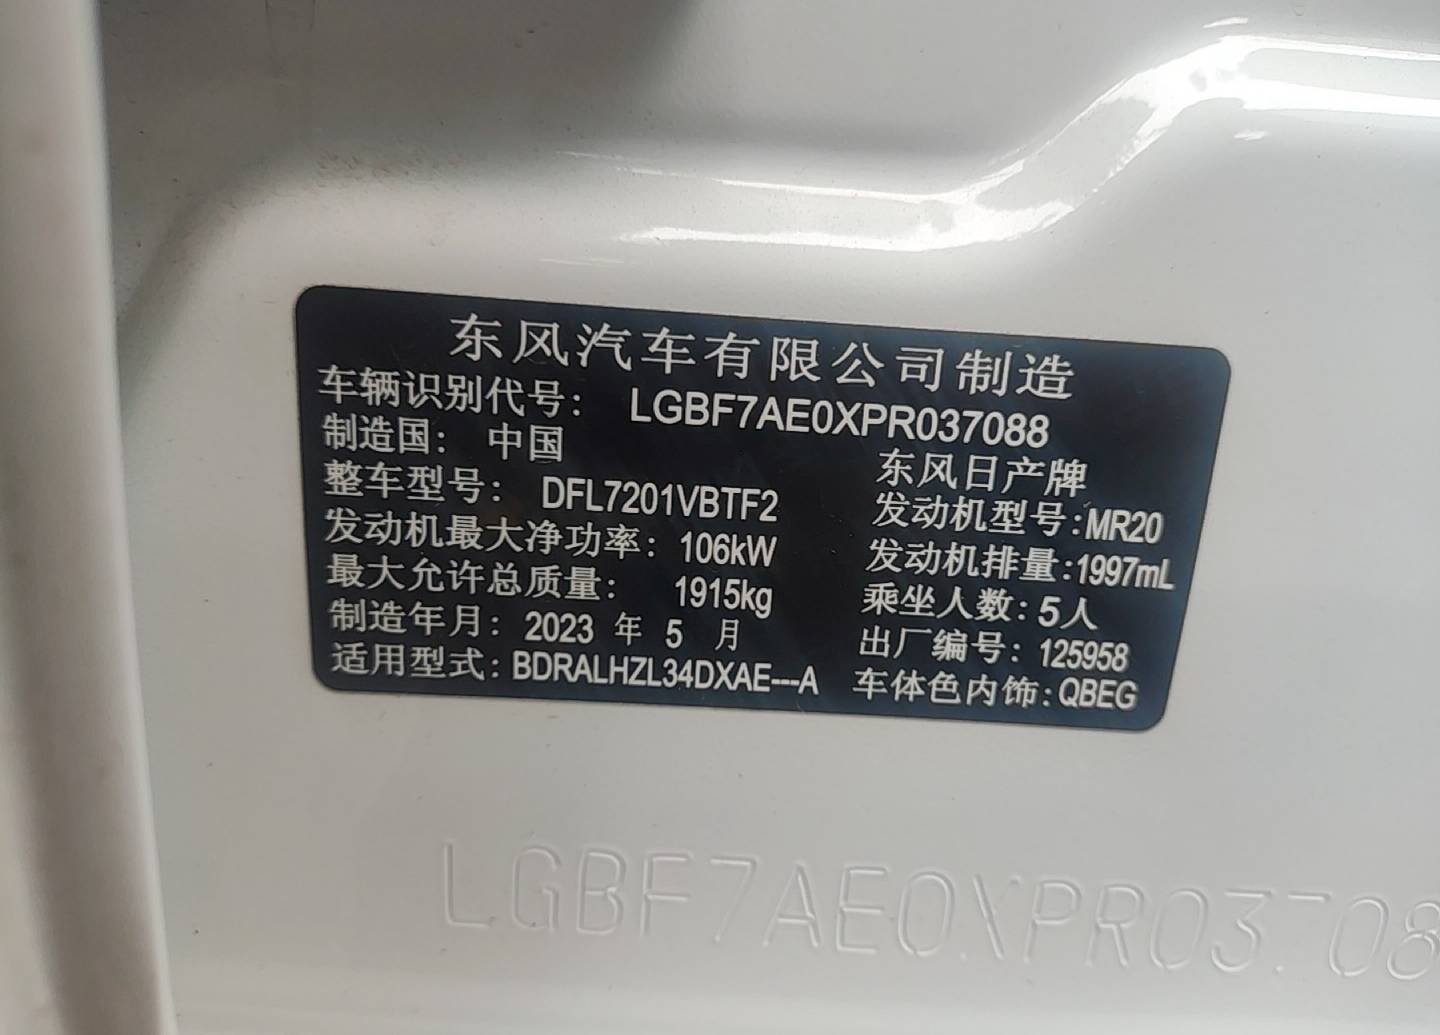 东风汽车有限公司制造
车辆识别代号： LGBF7AE0XPR037088
制造国： 中国 东风日产牌
整车型号： DFL7201VBTF2 发动机型号:MR20
发动机最大净功率： 106kW 发动机排量:1997mL
最大允许总质量： 1915kg 乘坐人数:5人
制造年月： 2023 年 5 月 出厂编号： 125958
适用型式: BDRALHZL34DXAE---A 车体色内饰:QBEG
LGBF7AE0XPR03708